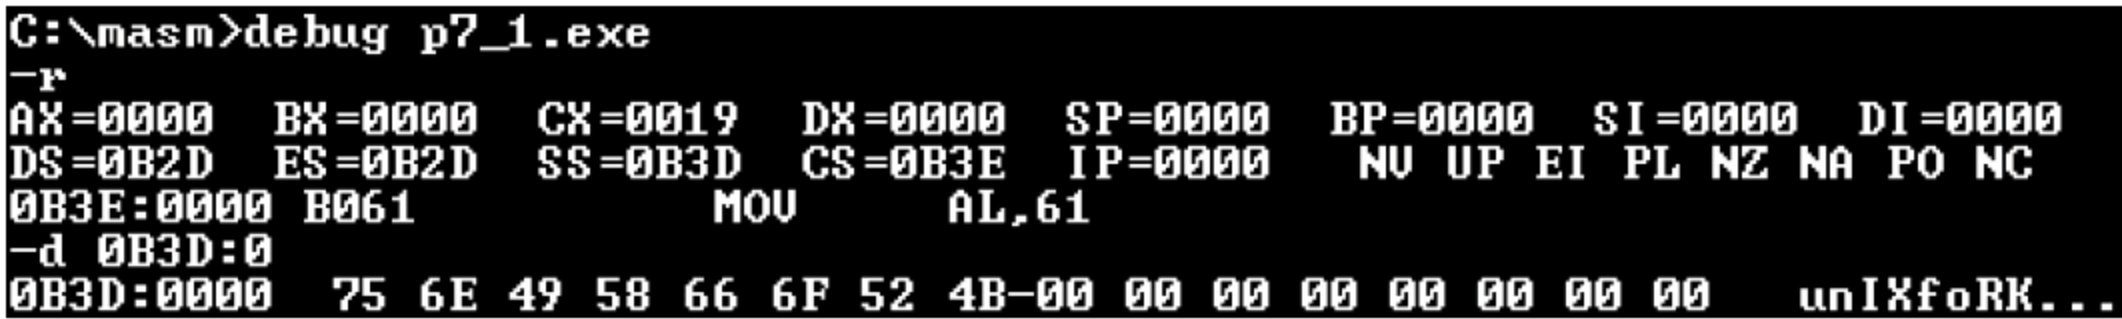 C:\masm>debug p7_1.exe
-r
AX=0000  BX=0000  CX=0019  DX=0000  SP=0000  BP=0000  SI=0000  DI=0000
DS=0B2D  ES=0B2D  SS=0B3D  CS=0B3E  IP=0000   NV UP EI PL NZ NA PO NC
0B3E:0000 B061          MOV     AL,61
-d 0B3D:0
0B3D:0000  75 6E 49 58 66 6F 52 4B-00 00 00 00 00 00 00 00   unIXfoRK...